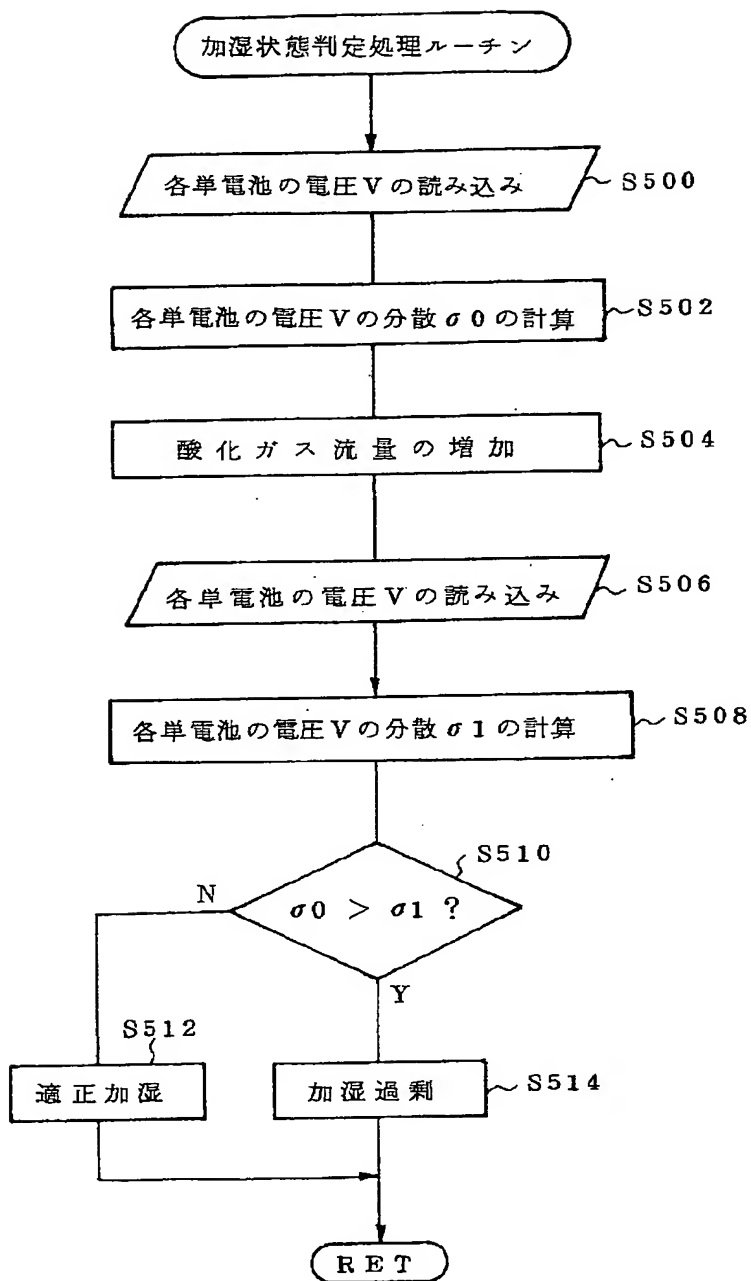 加湿状態判定処理ルーチン
各単電池の電圧Vの読み込み
S500
各単電池の電圧Vの分散σ0の計算
S502
酸化ガス流量の増加
S504
各単電池の電圧Vの読み込み
S506
各単電池の電圧Vの分散σ1の計算
S508
S510
N
σ0 > σ1 ?
Y
S512
適正加湿
加湿過剰
S514
RET